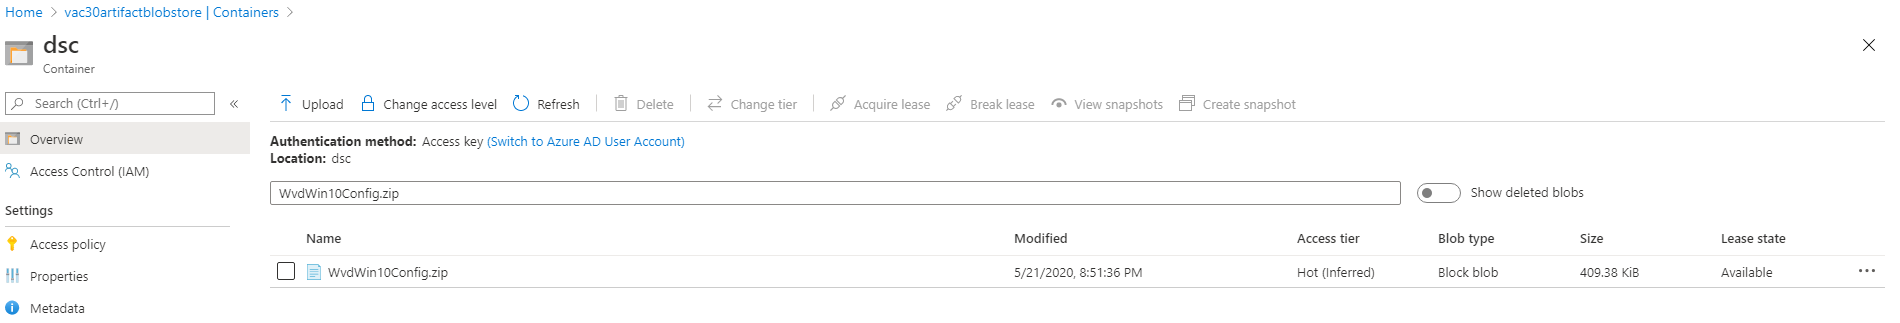 Home > vac30artifactblobstore | Containers >
dsc
Container
Search (Ctrl+/) «
Upload Change access level Refresh Delete Change tier Acquire lease Break lease View snapshots Create snapshot
Overview
Access Control (IAM)
Settings
Access policy
Properties
Metadata
Authentication method: Access key (Switch to Azure AD User Account)
Location: dsc
WvdWin10Config.zip Show deleted blobs
Name Modified Access tier Blob type Size Lease state
WvdWin10Config.zip 5/21/2020, 8:51:36 PM Hot (Inferred) Block blob 409.38 KiB Available ...